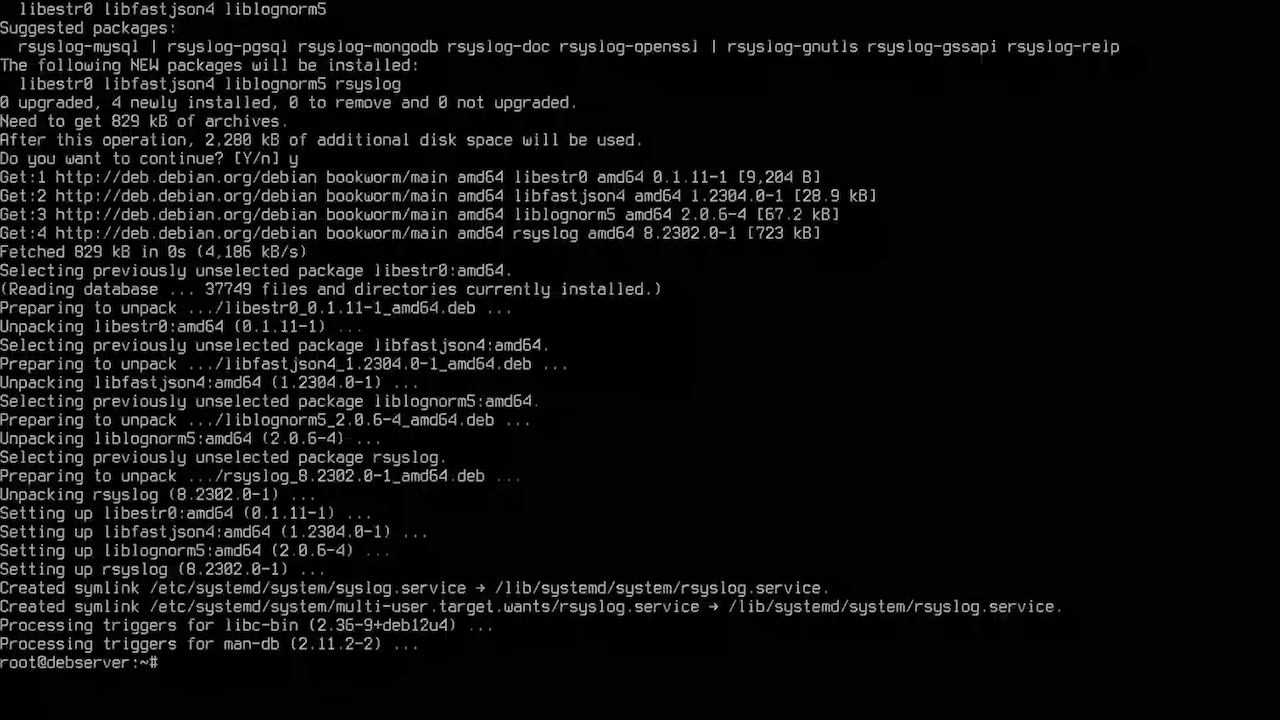 libestr0 libfastjson4 liblognorm5
Suggested packages:
rsyslog-mysql | rsyslog-pgsql rsyslog-mongodb rsyslog-doc rsyslog-openssl | rsyslog-gnutls rsyslog-gssapi rsyslog-relp
The following NEW packages will be installed:
libestr0 libfastjson4 liblognorm5 rsyslog
0 upgraded, 4 newly installed, 0 to remove and 0 not upgraded.
Need to get 829 kB of archives.
After this operation, 2,280 kB of additional disk space will be used.
Do you want to continue? [Y/n] y
Get:1 http://deb.debian.org/debian bookworm/main amd64 libestr0 amd64 0.1.11-1 [9,204 B]
Get:2 http://deb.debian.org/debian bookworm/main amd64 libfastjson4 amd64 1.2304.0-1 [28.9 kB]
Get:3 http://deb.debian.org/debian bookworm/main amd64 liblognorm5 amd64 2.0.6-4 [67.2 kB]
Get:4 http://deb.debian.org/debian bookworm/main amd64 rsyslog amd64 8.2302.0-1 [723 kB]
Fetched 829 kB in 0s (4,186 kB/s)
Selecting previously unselected package libestr0:amd64.
(Reading database ... 37749 files and directories currently installed.)
Preparing to unpack .../libestr0_0.1.11-1_amd64.deb ...
Unpacking libestr0:amd64 (0.1.11-1) ...
Selecting previously unselected package libfastjson4:amd64.
Preparing to unpack .../libfastjson4_1.2304.0-1_amd64.deb ...
Unpacking libfastjson4:amd64 (1.2304.0-1) ...
Selecting previously unselected package liblognorm5:amd64.
Preparing to unpack .../liblognorm5_2.0.6-4_amd64.deb ...
Unpacking liblognorm5:amd64 (2.0.6-4) ...
Selecting previously unselected package rsyslog.
Preparing to unpack .../rsyslog_8.2302.0-1_amd64.deb ...
Unpacking rsyslog (8.2302.0-1) ...
Setting up libestr0:amd64 (0.1.11-1) ...
Setting up libfastjson4:amd64 (1.2304.0-1) ...
Setting up liblognorm5:amd64 (2.0.6-4) ...
Setting up rsyslog (8.2302.0-1) ...
Created symlink /etc/systemd/system/syslog.service → /lib/systemd/system/rsyslog.service.
Created symlink /etc/systemd/system/multi-user.target.wants/rsyslog.service → /lib/systemd/system/rsyslog.service.
Processing triggers for libc-bin (2.36-9+deb12u4) ...
Processing triggers for man-db (2.11.2-2) ...
root@debserver:~#